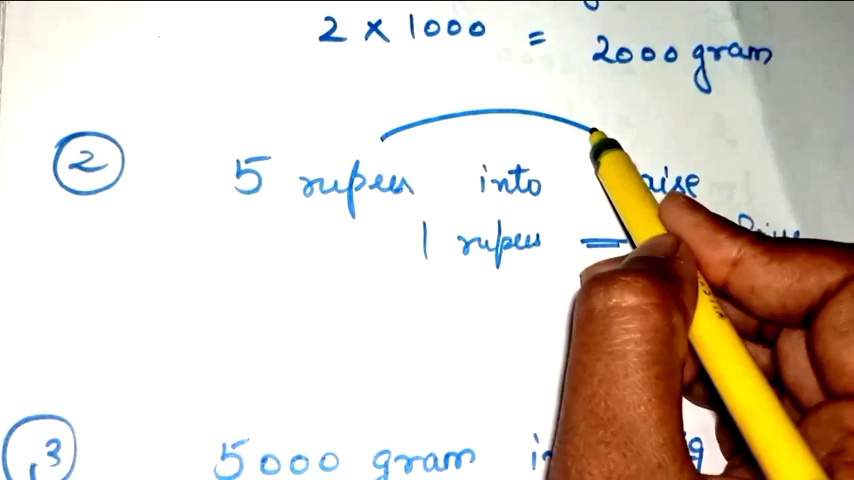 2 × 1000 = 2000 gram
2 5 rupees into
1 rupees =
3 5000 gram